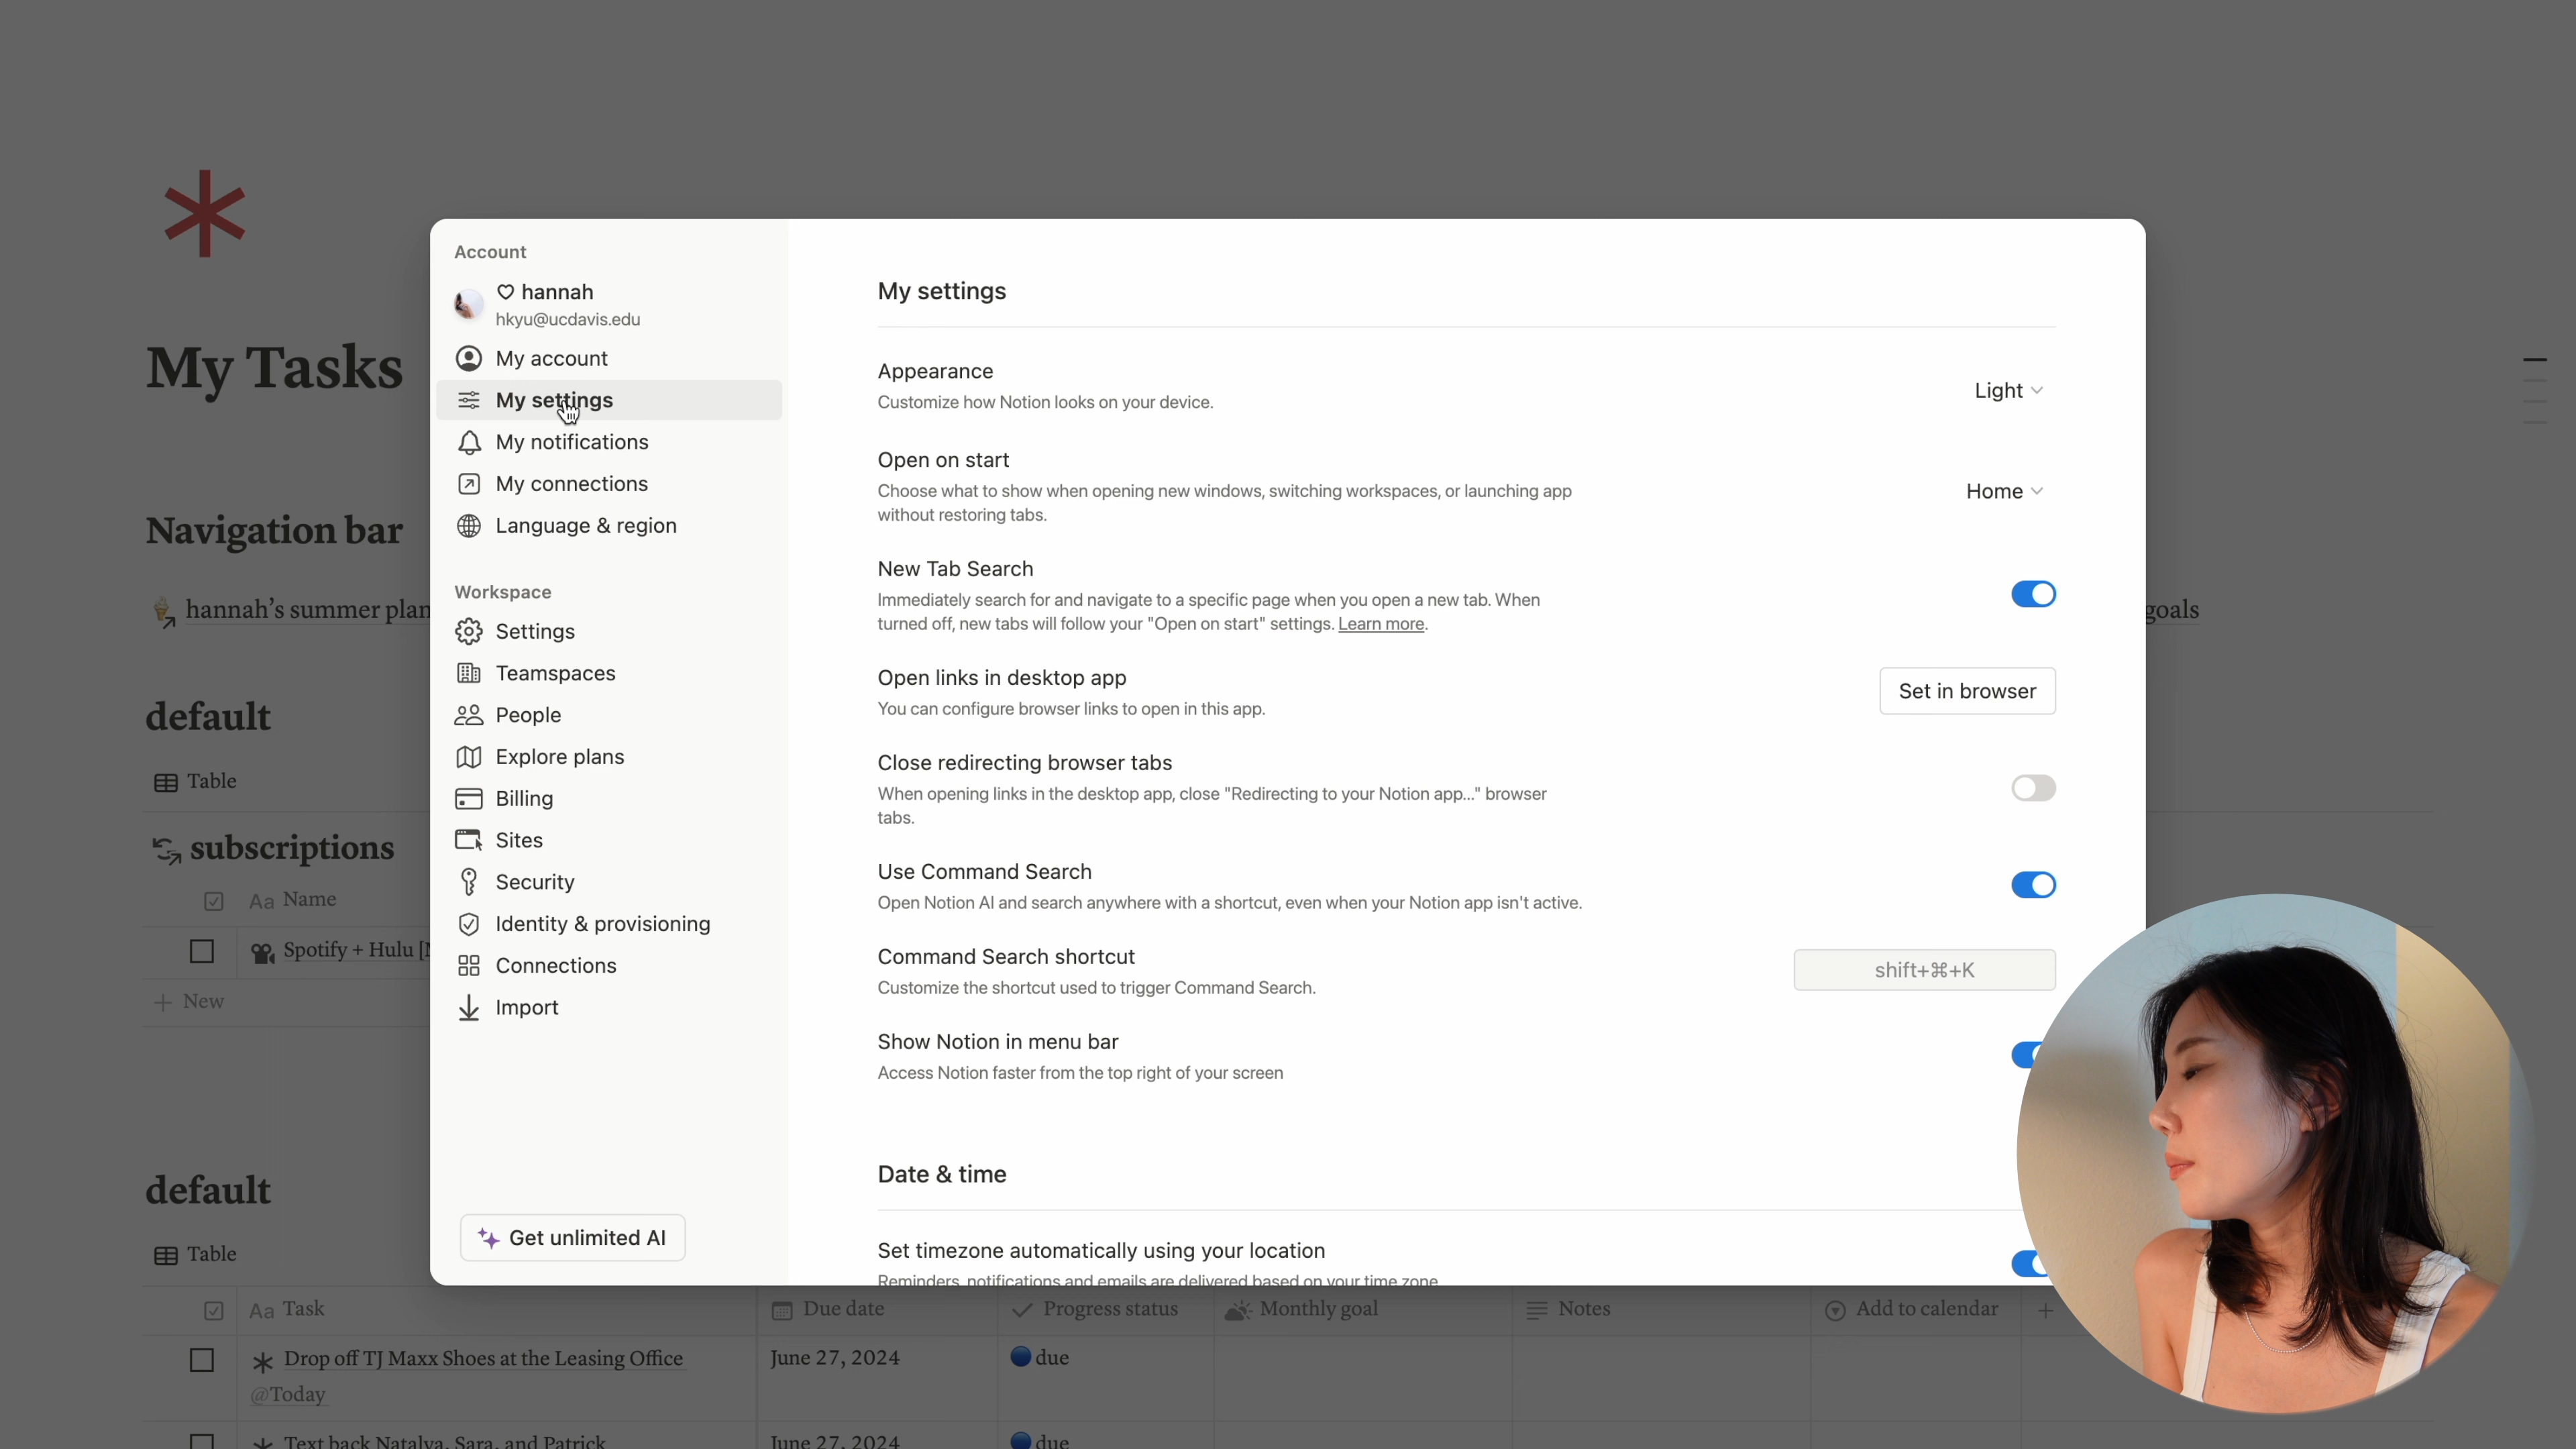 My Tasks
Navigation bar
hannah's summer plan
goals
default
Table
subscriptions
Aa Name
Spotify + Hulu [
+ New
default
Table
Aa Task
Due date
Progress status
Monthly goal
Notes
Add to calendar
+
Drop off TJ Maxx Shoes at the Leasing Office
@Today
June 27, 2024
due
Text back Natalya, Sara, and Patrick
June 27, 2024
due
Account
♡ hannah
hkyu@ucdavis.edu
My account
My settings
My notifications
My connections
Language & region
Workspace
Settings
Teamspaces
People
Explore plans
Billing
Sites
Security
Identity & provisioning
Connections
Import
Get unlimited AI
My settings
Appearance
Customize how Notion looks on your device.
Light
Open on start
Choose what to show when opening new windows, switching workspaces, or launching app
without restoring tabs.
Home
New Tab Search
Immediately search for and navigate to a specific page when you open a new tab. When
turned off, new tabs will follow your "Open on start" settings. Learn more.
Open links in desktop app
You can configure browser links to open in this app.
Set in browser
Close redirecting browser tabs
When opening links in the desktop app, close "Redirecting to your Notion app..." browser
tabs.
Use Command Search
Open Notion AI and search anywhere with a shortcut, even when your Notion app isn't active.
Command Search shortcut
Customize the shortcut used to trigger Command Search.
shift+⌘+K
Show Notion in menu bar
Access Notion faster from the top right of your screen
Date & time
Set timezone automatically using your location
Reminders, notifications and emails are delivered based on your time zone